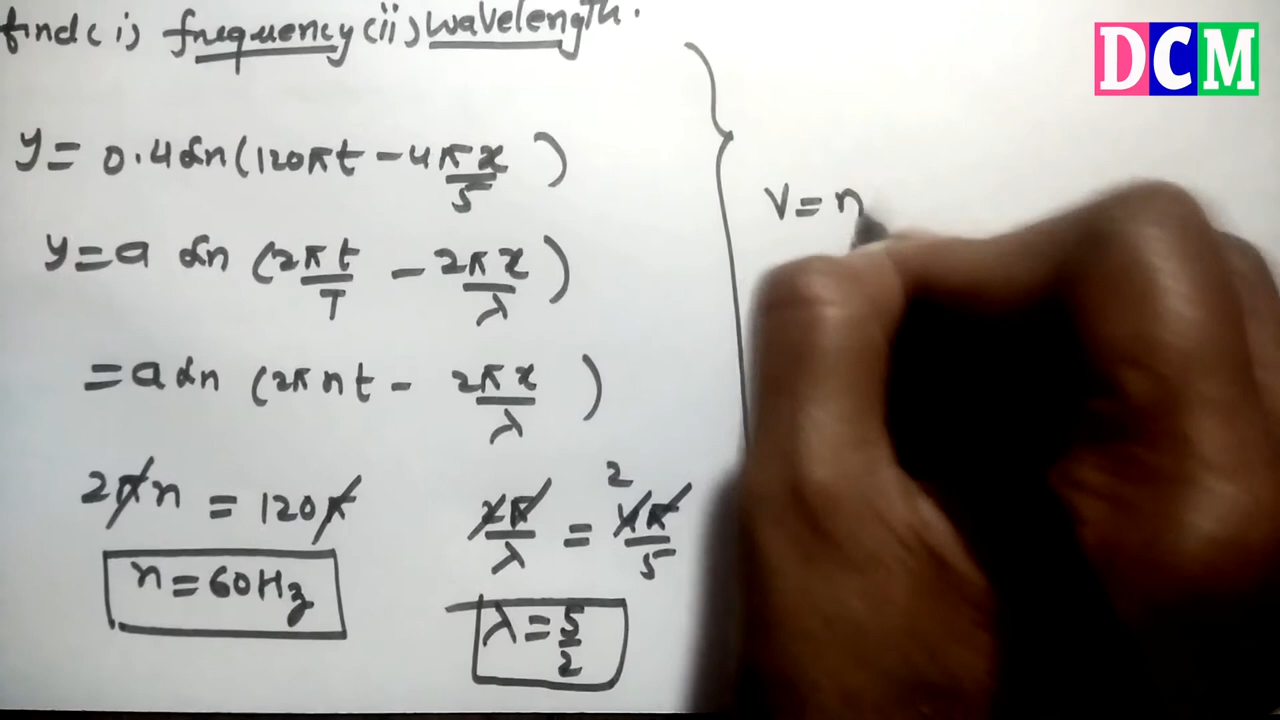 find (i) frequency (ii) wavelength.
DCM
y = 0.4 sin (120πt - 4πx/5)
y = a sin (2πt/T - 2πx/λ)
= a sin (2πnt - 2πx/λ)
2πn = 120π
n = 60Hz
2π/λ = 2 4π/5
λ = 5/2
V = n